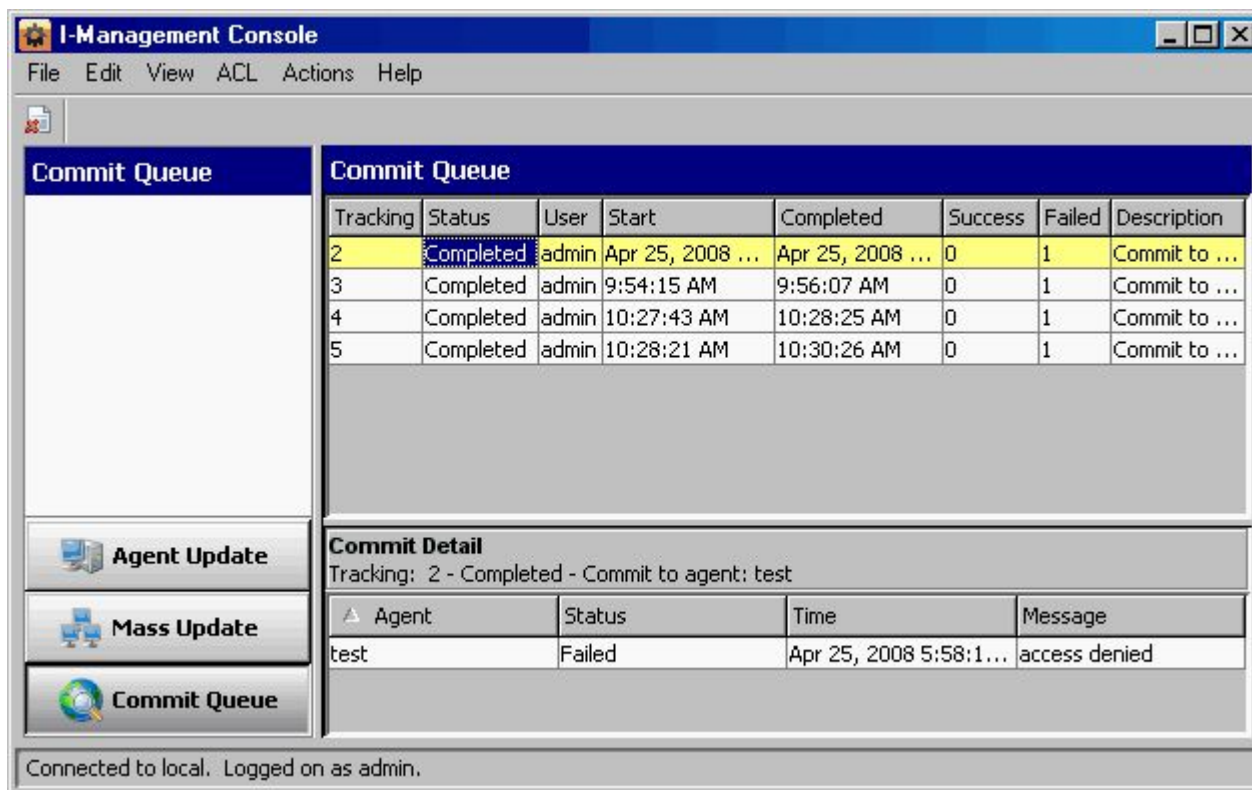 I-Management Console
File Edit View ACL Actions Help
Commit Queue
Commit Queue
Tracking Status User Start Completed Success Failed Description
2 Completed admin Apr 25, 2008 ... Apr 25, 2008 ... 0 1 Commit to ...
3 Completed admin 9:54:15 AM 9:56:07 AM 0 1 Commit to ...
4 Completed admin 10:27:43 AM 10:28:25 AM 0 1 Commit to ...
5 Completed admin 10:28:21 AM 10:30:26 AM 0 1 Commit to ...
Agent Update
Mass Update
Commit Queue
Commit Detail
Tracking: 2 - Completed - Commit to agent: test
Agent Status Time Message
test Failed Apr 25, 2008 5:58:1... access denied
Connected to local. Logged on as admin.